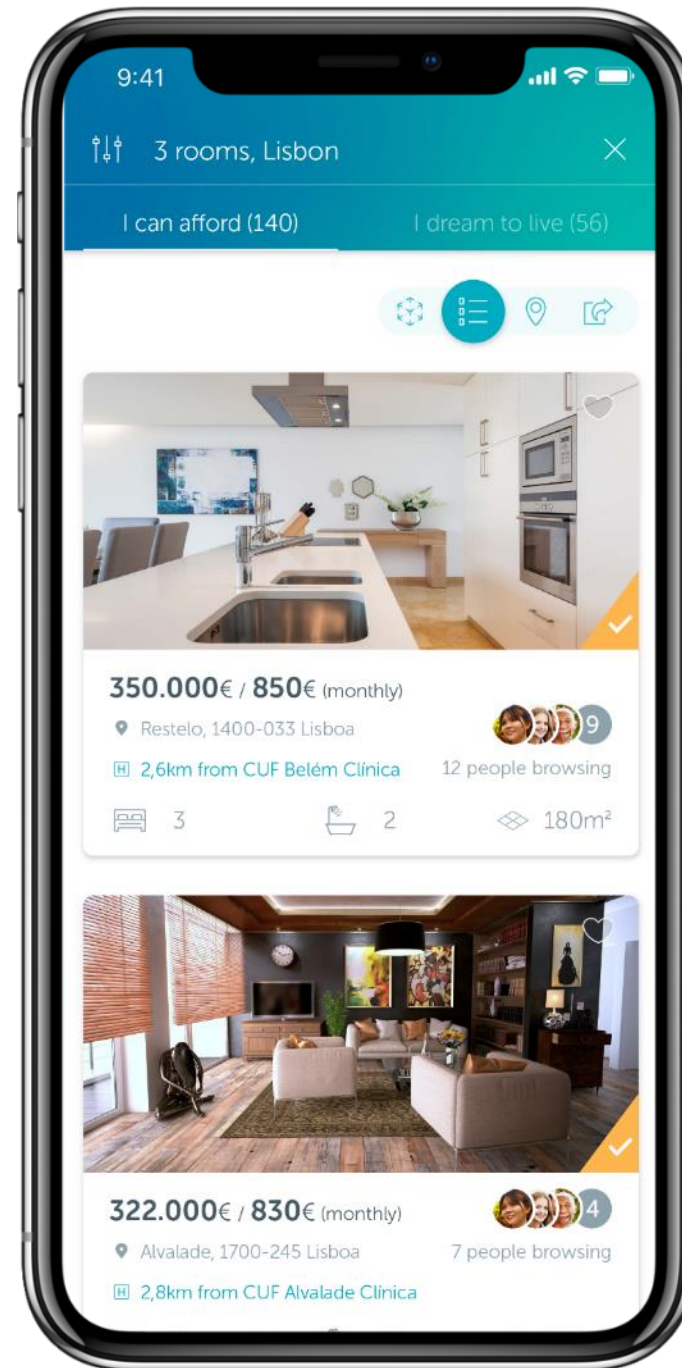 9:41
3 rooms, Lisbon
I can afford (140) I dream to live (56)
350.000€ / 850€ (monthly)
Restelo, 1400-033 Lisboa
9
H 2,6km from CUF Belém Clínica
12 people browsing
3 2 180m²
322.000€ / 830€ (monthly)
4
Alvalade, 1700-245 Lisboa
7 people browsing
H 2,8km from CUF Alvalade Clínica